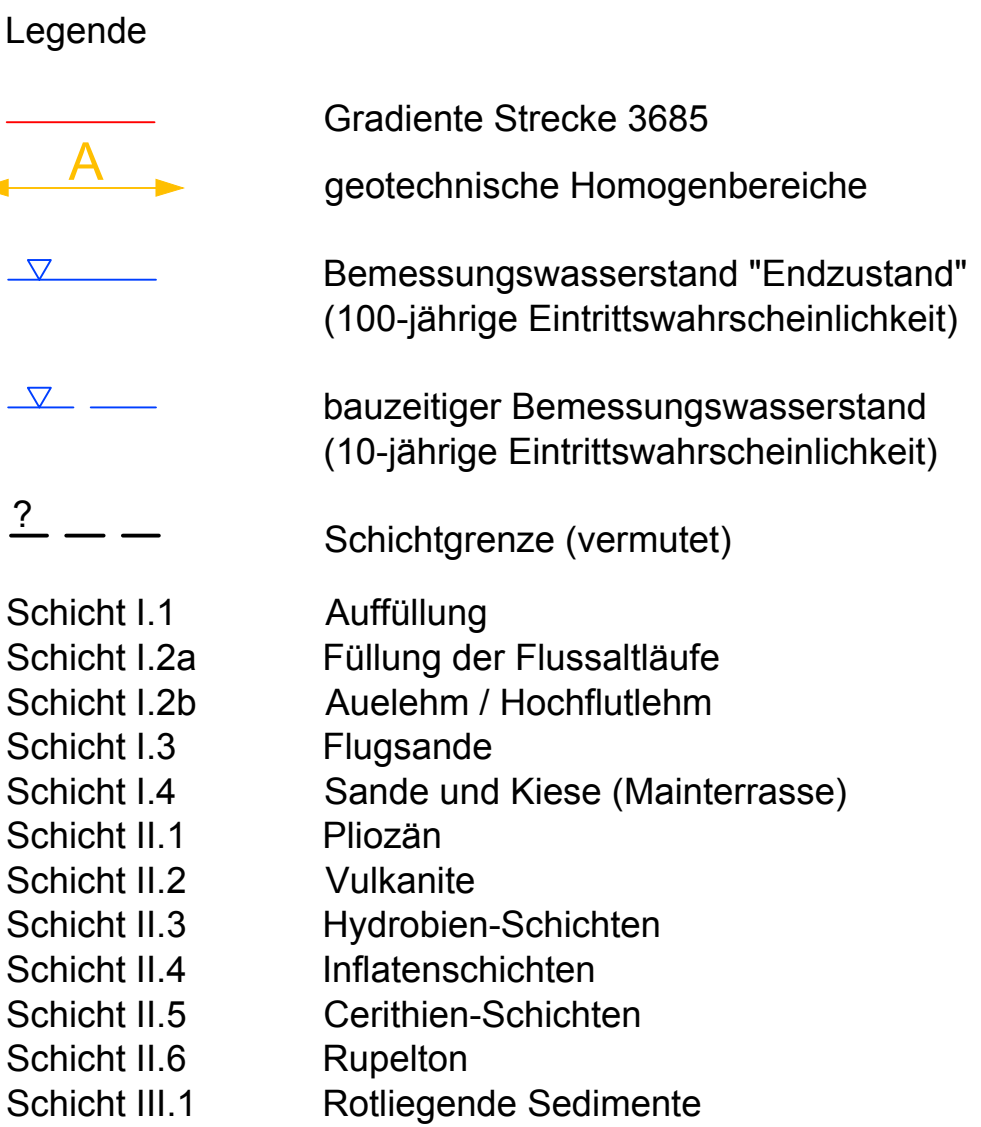 Legende
Gradiente Strecke 3685
A
geotechnische Homogenbereiche
Bemessungswasserstand "Endzustand"
(100-jährige Eintrittswahrscheinlichkeit)
bauzeitiger Bemessungswasserstand
(10-jährige Eintrittswahrscheinlichkeit)
?
Schichtgrenze (vermutet)
Schicht I.1 Auffüllung
Schicht I.2a Füllung der Flussaltläufe
Schicht I.2b Auelehm / Hochflutlehm
Schicht I.3 Flugsande
Schicht I.4 Sande und Kiese (Mainterrasse)
Schicht II.1 Pliozän
Schicht II.2 Vulkanite
Schicht II.3 Hydrobien-Schichten
Schicht II.4 Inflatenschichten
Schicht II.5 Cerithien-Schichten
Schicht II.6 Rupelton
Schicht III.1 Rotliegende Sedimente